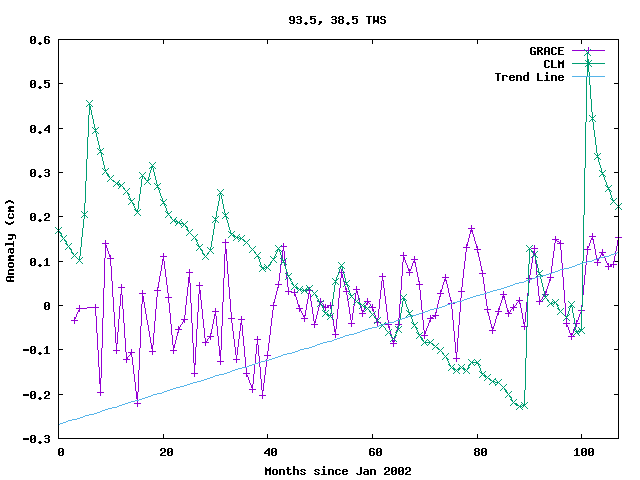 93.5, 38.5 TWS
GRACE
CLM
Trend Line
Anomaly (cm)
0.6
0.5
0.4
0.3
0.2
0.1
0
-0.1
-0.2
-0.3
0 20 40 60 80 100
Months since Jan 2002